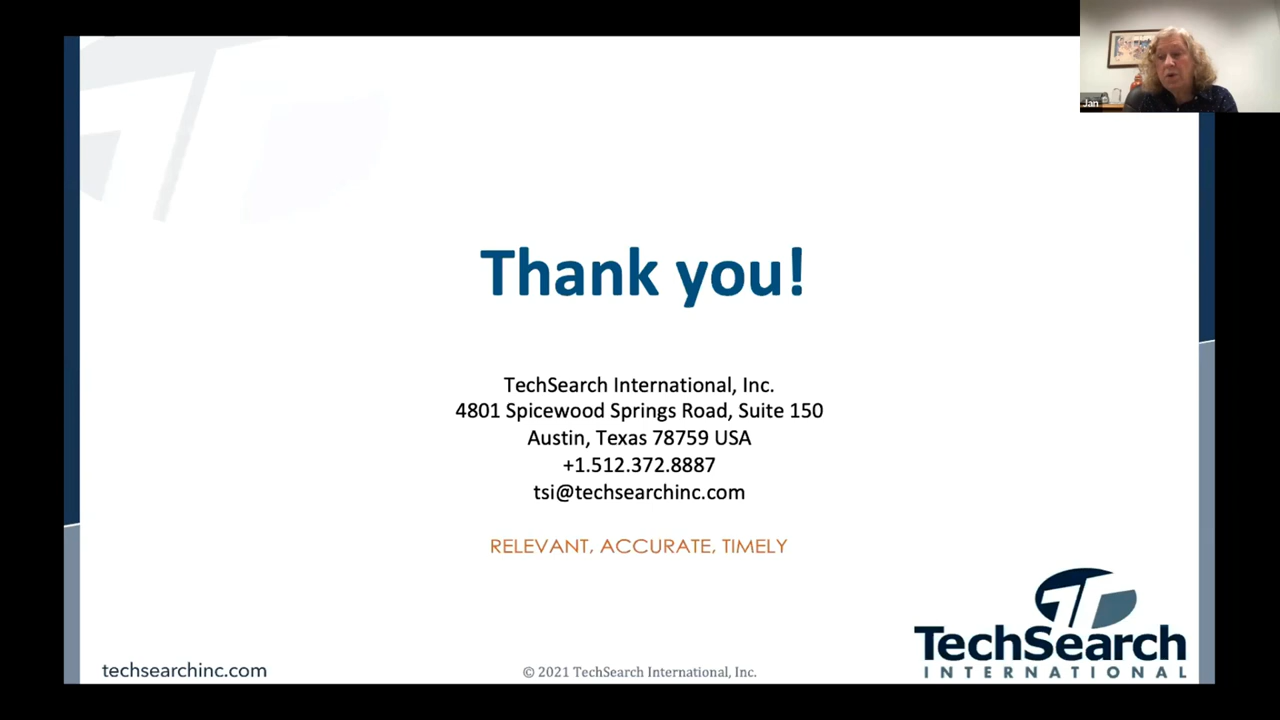 Jan
Thank you!
TechSearch International, Inc.
4801 Spicewood Springs Road, Suite 150
Austin, Texas 78759 USA
+1.512.372.8887
tsi@techsearchinc.com
RELEVANT, ACCURATE, TIMELY
TechSearch
INTERNATIONAL
techsearchinc.com
© 2021 TechSearch International, Inc.